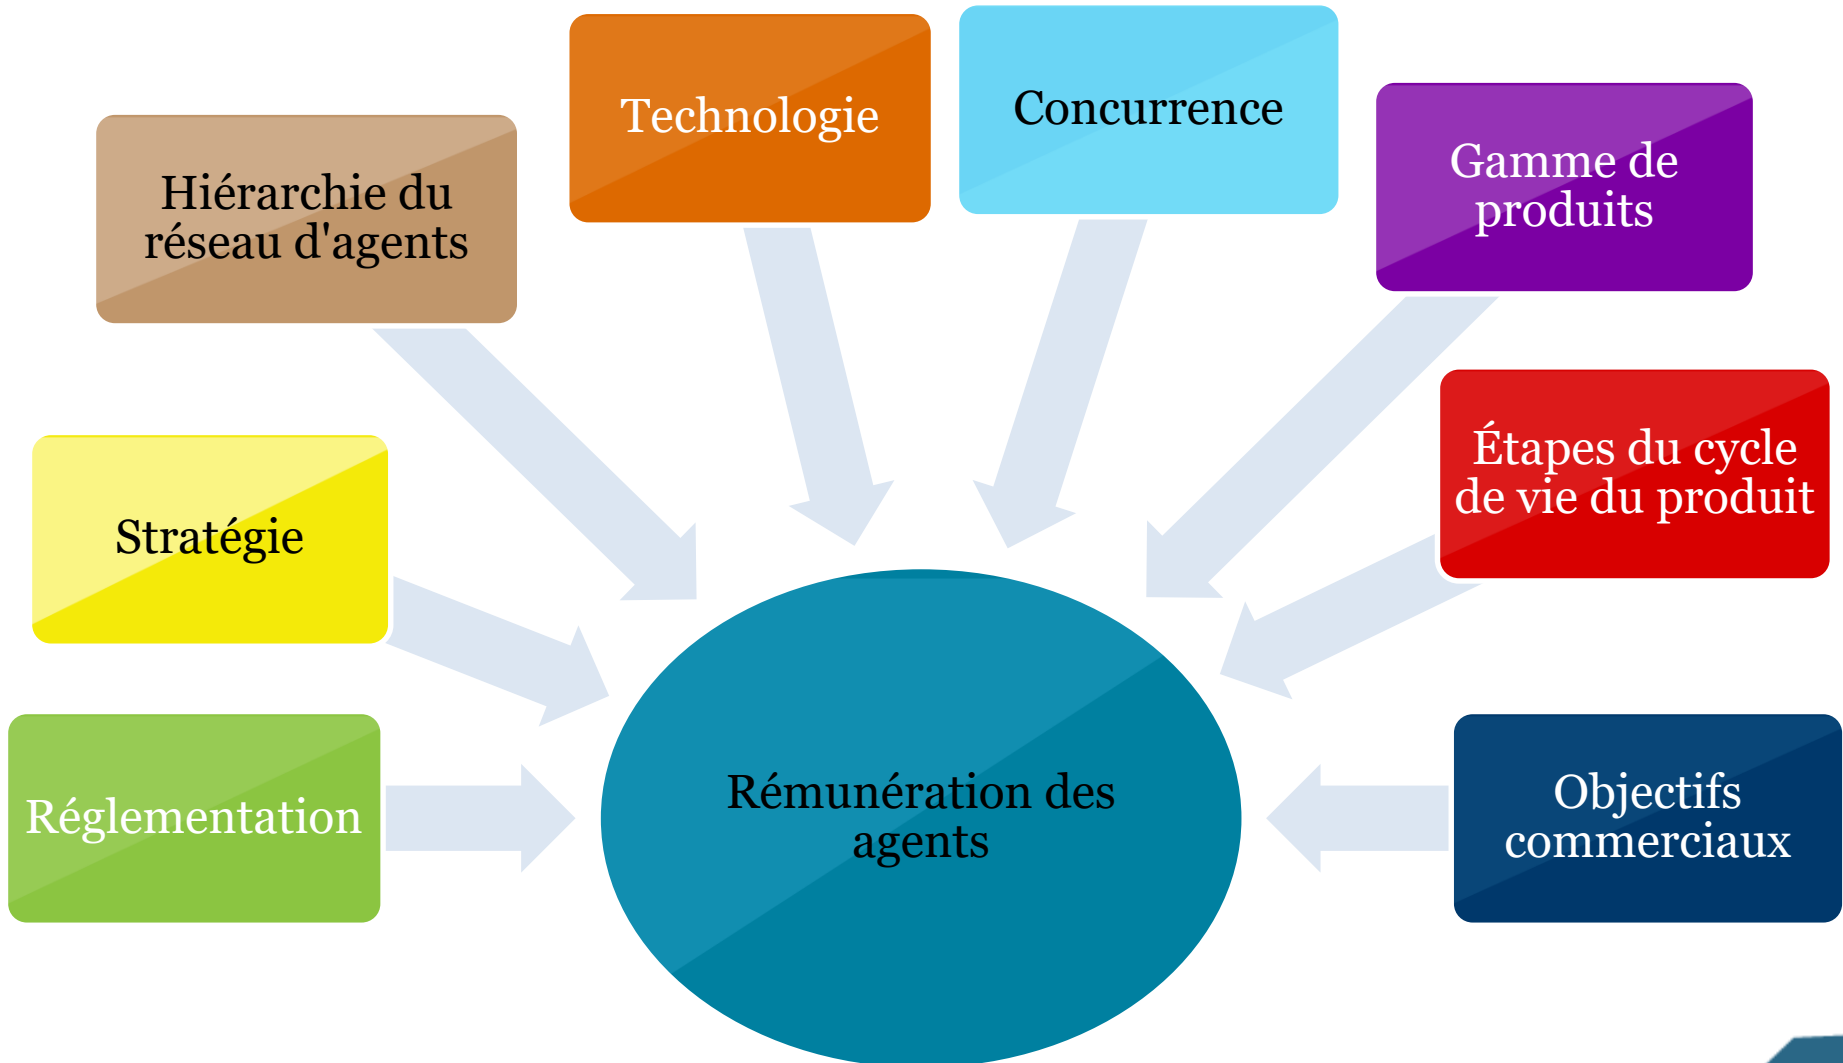 Technologie
Concurrence
Hiérarchie du
réseau d'agents
Gamme de
produits
Stratégie
Étapes du cycle
de vie du produit
Réglementation
Rémunération des
agents
Objectifs
commerciaux